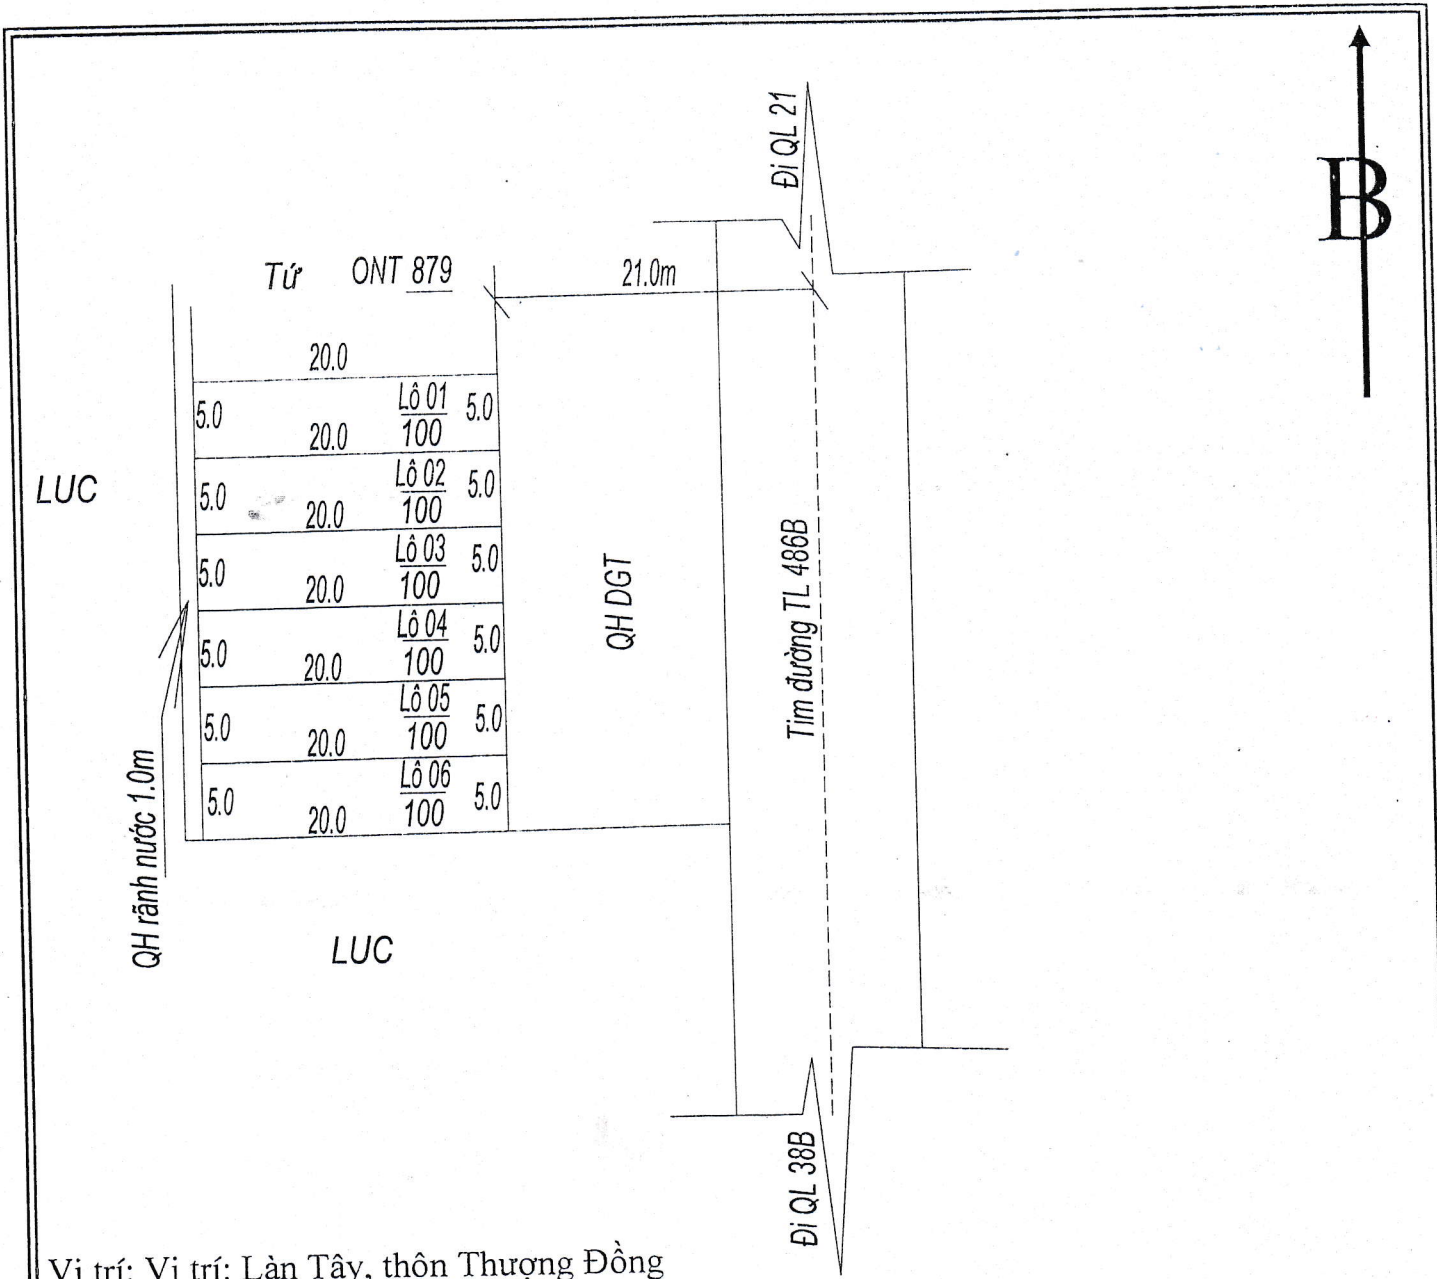 Đi QL 21
B
Tứ ONT 879
21.0m
20.0
5.0 Lô 01 5.0
20.0 100
LUC
5.0 Lô 02 5.0
20.0 100
5.0 Lô 03 5.0
20.0 100
5.0 Lô 04 5.0
20.0 100
5.0 Lô 05 5.0
20.0 100
5.0 Lô 06 5.0
20.0 100
QH DGT
Tim đường TL 486B
QH rãnh nước 1.0m
LUC
Đi QL 38B
Vị trí: Vị trí: Làn Tây, thôn Thượng Đồng